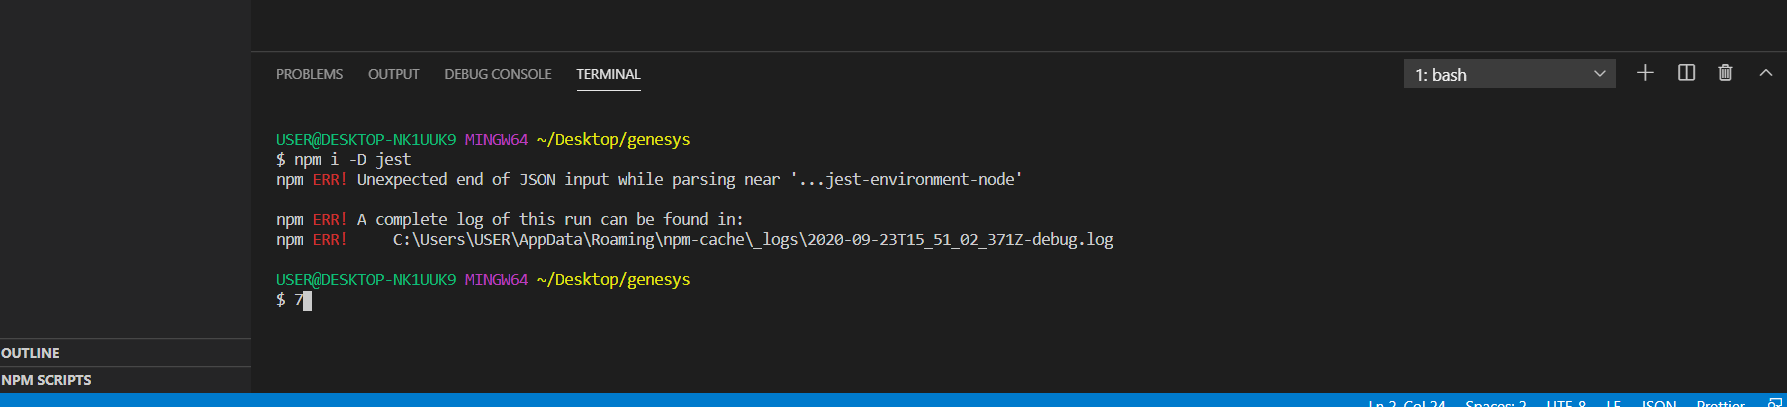 PROBLEMS OUTPUT DEBUG CONSOLE TERMINAL 1: bash
USER@DESKTOP-NK1UUK9 MINGW64 ~/Desktop/genesys
$ npm i -D jest
npm ERR! Unexpected end of JSON input while parsing near '...jest-environment-node'
npm ERR! A complete log of this run can be found in:
npm ERR!     C:\Users\USER\AppData\Roaming\npm-cache\_logs\2020-09-23T15_51_02_371Z-debug.log
USER@DESKTOP-NK1UUK9 MINGW64 ~/Desktop/genesys
$ 7
OUTLINE
NPM SCRIPTS
Ln 2, Col 24 Spaces: 2 UTF-8 LF JSON Prettier